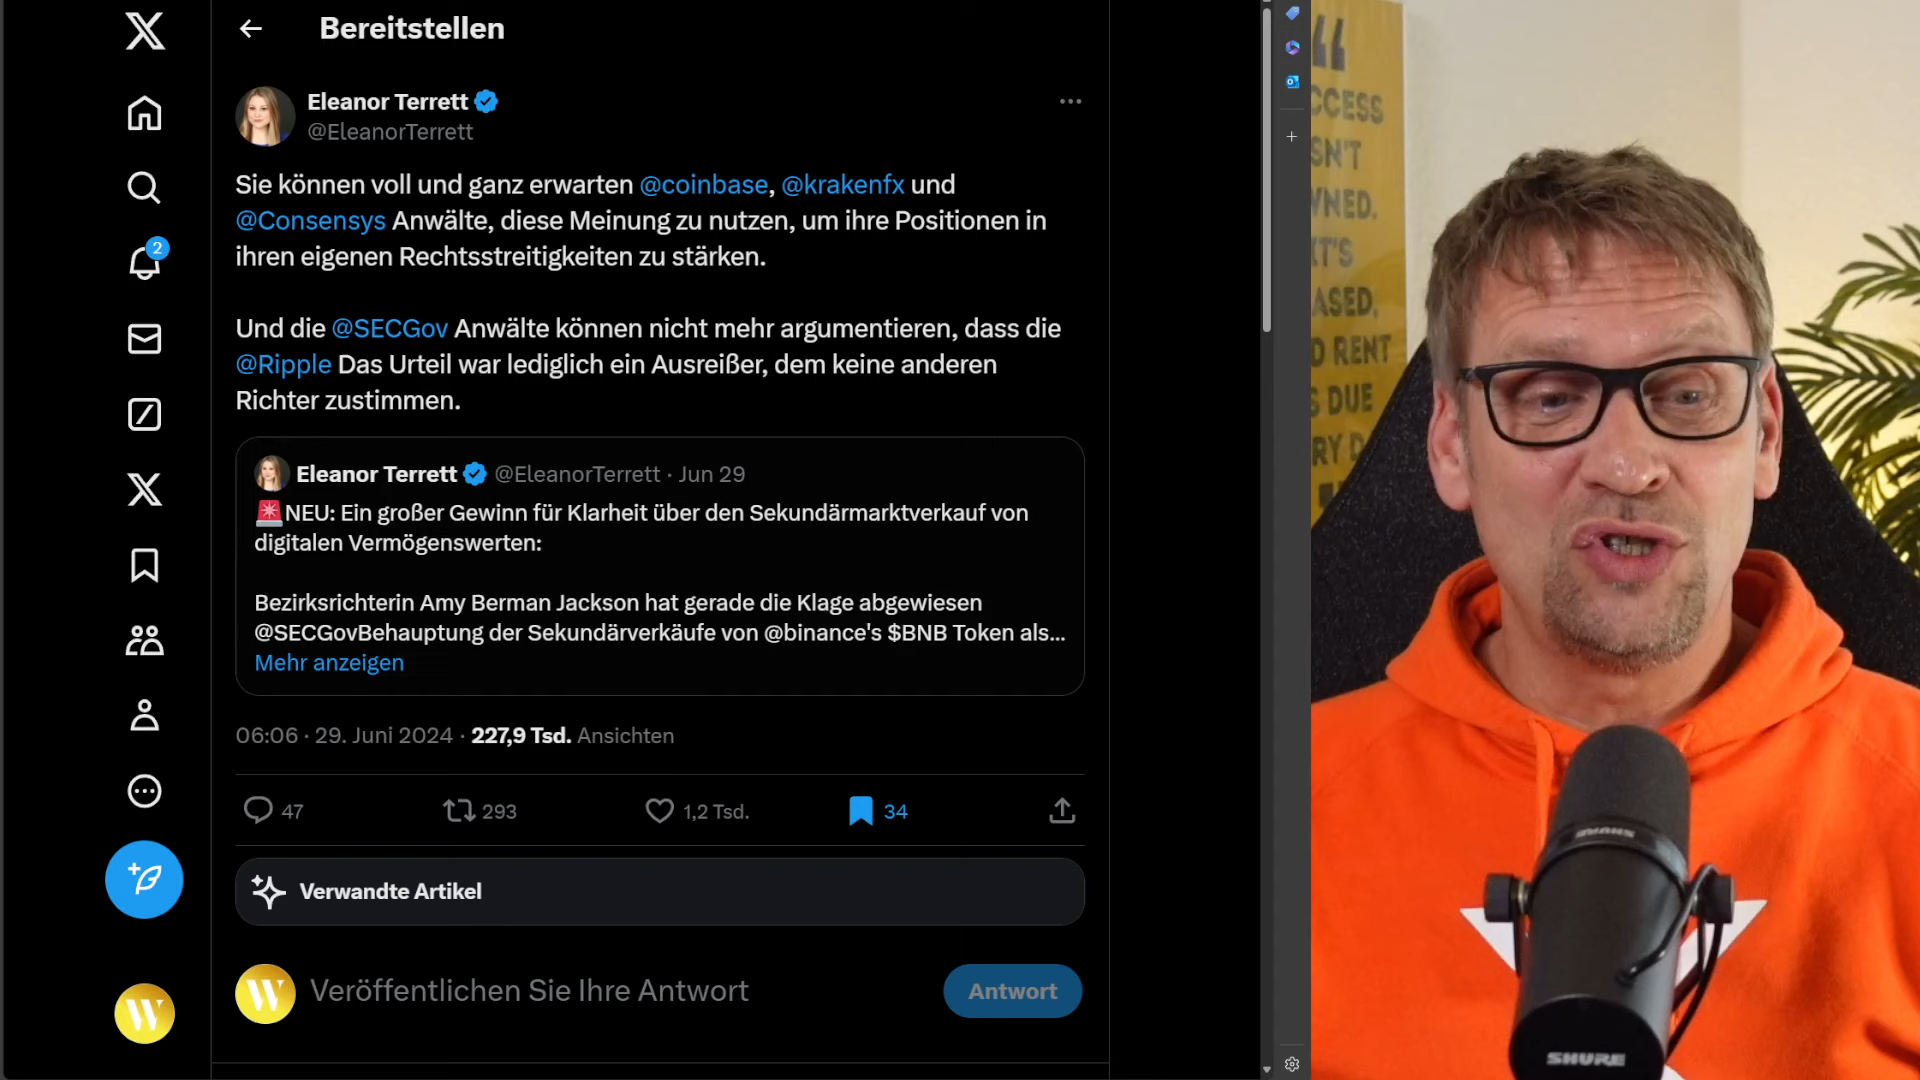 Bereitstellen
Eleanor Terrett
@EleanorTerrett
Sie können voll und ganz erwarten @coinbase, @krakenfx und
@Consensys Anwälte, diese Meinung zu nutzen, um ihre Positionen in
ihren eigenen Rechtsstreitigkeiten zu stärken.
Und die @SECGov Anwälte können nicht mehr argumentieren, dass die
@Ripple Das Urteil war lediglich ein Ausreißer, dem keine anderen
Richter zustimmen.
Eleanor Terrett @EleanorTerrett · Jun 29
🚨NEU: Ein großer Gewinn für Klarheit über den Sekundärmarktverkauf von
digitalen Vermögenswerten:
Bezirksrichterin Amy Berman Jackson hat gerade die Klage abgewiesen
@SECGovBehauptung der Sekundärverkäufe von @binance's $BNB Token als...
Mehr anzeigen
06:06 · 29. Juni 2024 · 227,9 Tsd. Ansichten
47 293 1,2 Tsd. 34
Verwandte Artikel
W Veröffentlichen Sie Ihre Antwort Antwort
2
W
“
CCESS
SN'T
WNED.
IT'S
ASED,
D RENT
S DUE
RY D
SHURE
SHURE